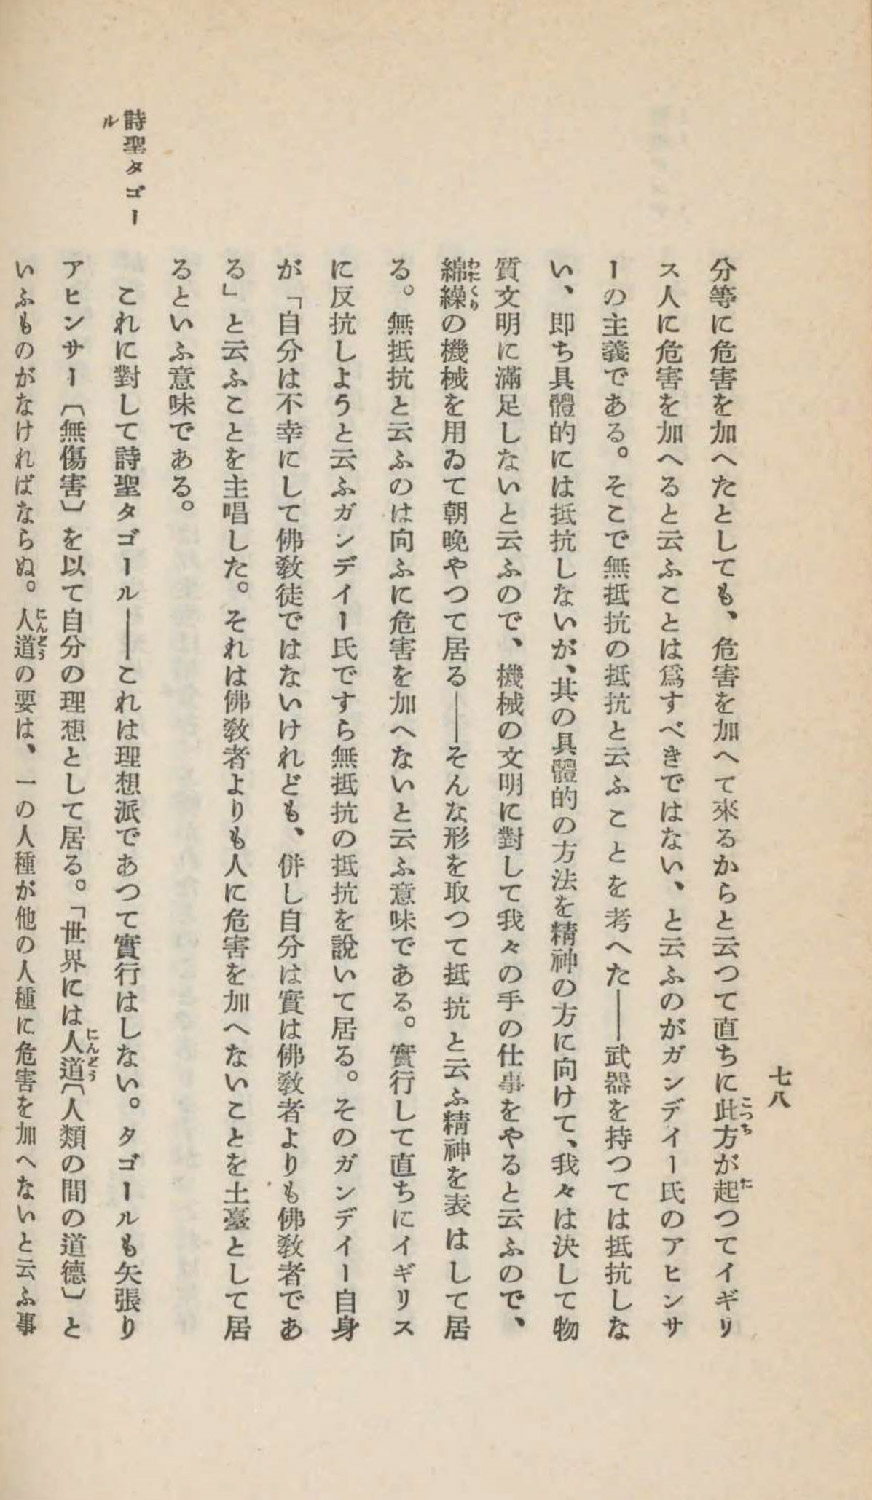 七八
分等に危害を加へたとしても、危害を加へて來るからと云つて直ちに此方が起つてイギリ
ス人に危害を加へると云ふことは爲すべきではない、と云ふのがガンデイー氏のアヒンサ
ーの主義である。そこで無抵抗の抵抗と云ふことを考へた――武器を持つては抵抗しな
い、即ち具體的には抵抗しないが、其の具體的の方法を精神の方に向けて、我々は決して物
質文明に滿足しないと云ふので、機械の文明に對して我々の手の仕事をやると云ふので、
綿繰の機械を用ゐて朝晩やつて居る――そんな形を取つて抵抗と云ふ精神を表はして居
る。無抵抗と云ふのは向ふに危害を加へないと云ふ意味である。實行して直ちにイギリス
に反抗しようと云ふガンデイー氏ですら無抵抗の抵抗を說いて居る。そのガンデイー自身
が「自分は不幸にして佛敎徒ではないけれども、併し自分は實は佛敎者よりも佛敎者であ
る」と云ふことを主唱した。それは佛敎者よりも人に危害を加へないことを土臺として居
るといふ意味である。
詩聖タゴー
ル
これに對して詩聖タゴール――これは理想派であつて實行はしない。タゴールも矢張り
アヒンサー〔無傷害〕を以て自分の理想として居る。「世界には人道〔人類の間の道德〕と
いふものがなければならぬ。人道の要は、一の人種が他の人種に危害を加へないと云ふ事